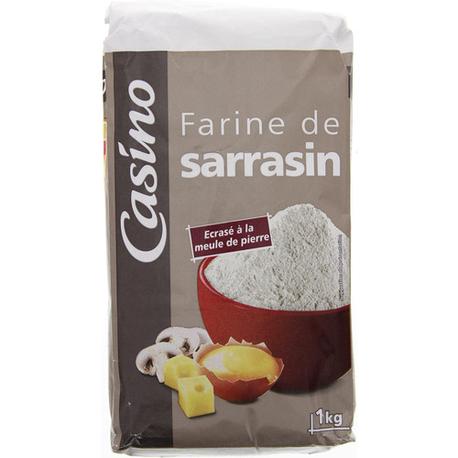 Casino
Farine de
sarrasin
Ecrasé à la
meule de pierre
1kg